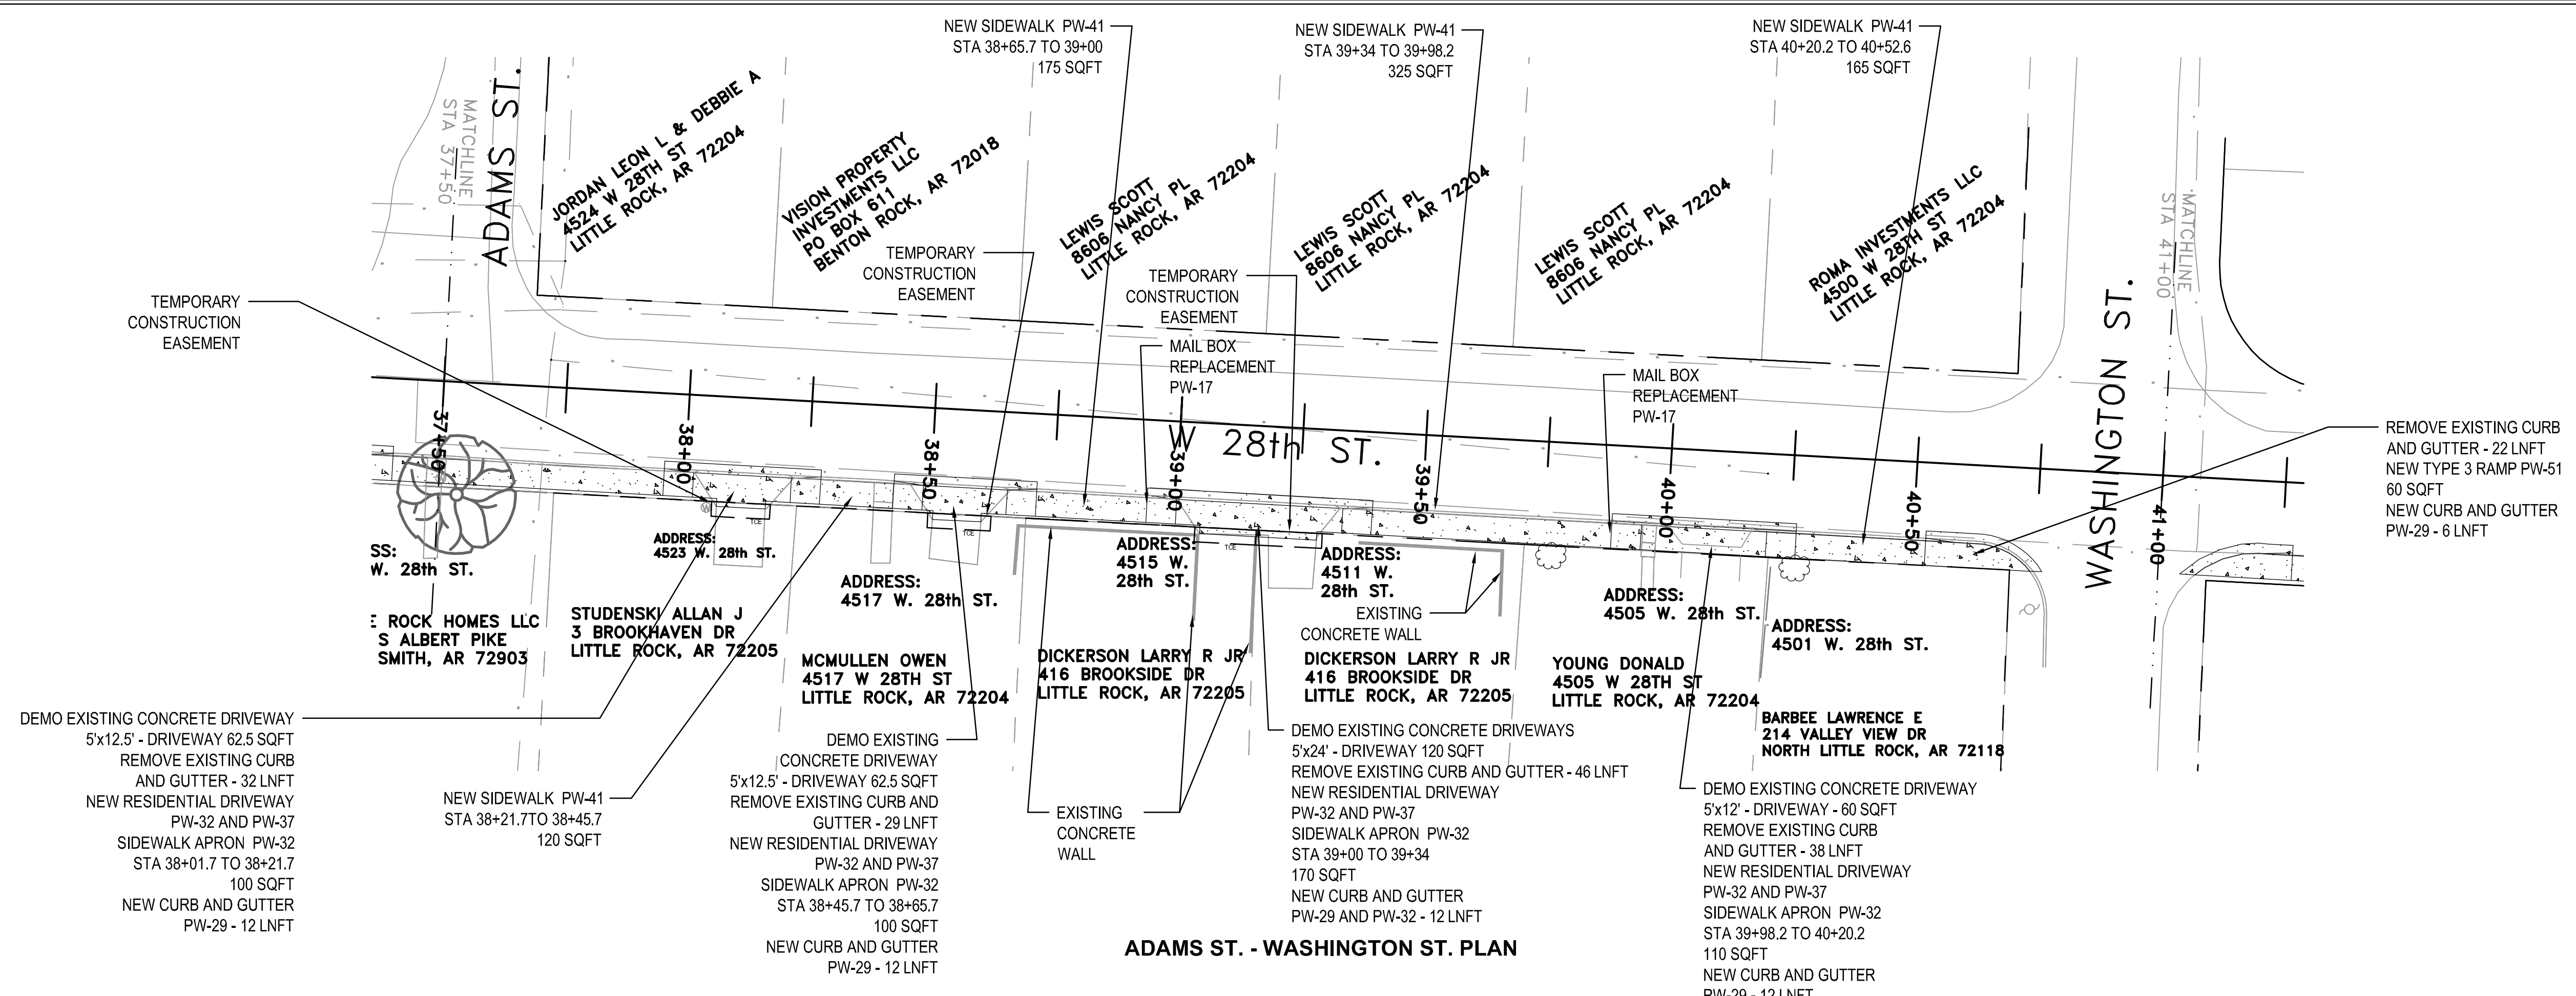 NEW SIDEWALK PW-41
STA 38+65.7 TO 39+00
175 SQFT
NEW SIDEWALK PW-41
STA 39+34 TO 39+98.2
325 SQFT
NEW SIDEWALK PW-41
STA 40+20.2 TO 40+52.6
165 SQFT
MATCHLINE
STA 37+50
ADAMS ST.
JORDAN LEON L & DEBBIE A
4524 W 28TH ST
LITTLE ROCK, AR 72204
VISION PROPERTY
INVESTMENTS LLC
PO BOX 611
BENTON ROCK, AR 72018
LEWIS SCOTT
8606 NANCY PL
LITTLE ROCK, AR 72204
LEWIS SCOTT
8606 NANCY PL
LITTLE ROCK, AR 72204
LEWIS SCOTT
8606 NANCY PL
LITTLE ROCK, AR 72204
ROMA INVESTMENTS LLC
4500 W 28TH ST
LITTLE ROCK, AR 72204
MATCHLINE
STA 41+00
WASHINGTON ST.
TEMPORARY
CONSTRUCTION
EASEMENT
TEMPORARY
CONSTRUCTION
EASEMENT
TEMPORARY
CONSTRUCTION
EASEMENT
MAIL BOX
REPLACEMENT
PW-17
MAIL BOX
REPLACEMENT
PW-17
W 28th ST.
37+50
38+00
38+50
39+00
39+50
40+00
40+50
41+00
REMOVE EXISTING CURB
AND GUTTER - 22 LNFT
NEW TYPE 3 RAMP PW-51
60 SQFT
NEW CURB AND GUTTER
PW-29 - 6 LNFT
W
TCE
TCE
TCE
SS:
W. 28th ST.
ADDRESS:
4523 W. 28th ST.
ADDRESS:
4517 W. 28th ST.
ADDRESS:
4515 W.
28th ST.
ADDRESS:
4511 W.
28th ST.
EXISTING
CONCRETE WALL
ADDRESS:
4505 W. 28th ST.
ADDRESS:
4501 W. 28th ST.
E ROCK HOMES LLC
S ALBERT PIKE
SMITH, AR 72903
STUDENSKI ALLAN J
3 BROOKHAVEN DR
LITTLE ROCK, AR 72205
MCMULLEN OWEN
4517 W 28TH ST
LITTLE ROCK, AR 72204
DICKERSON LARRY R JR
416 BROOKSIDE DR
LITTLE ROCK, AR 72205
DICKERSON LARRY R JR
416 BROOKSIDE DR
LITTLE ROCK, AR 72205
YOUNG DONALD
4505 W 28TH ST
LITTLE ROCK, AR 72204
BARBEE LAWRENCE E
214 VALLEY VIEW DR
NORTH LITTLE ROCK, AR 72118
DEMO EXISTING CONCRETE DRIVEWAY
5'x12.5' - DRIVEWAY 62.5 SQFT
REMOVE EXISTING CURB
AND GUTTER - 32 LNFT
NEW RESIDENTIAL DRIVEWAY
PW-32 AND PW-37
SIDEWALK APRON PW-32
STA 38+01.7 TO 38+21.7
100 SQFT
NEW CURB AND GUTTER
PW-29 - 12 LNFT
NEW SIDEWALK PW-41
STA 38+21.7TO 38+45.7
120 SQFT
DEMO EXISTING
CONCRETE DRIVEWAY
5'x12.5' - DRIVEWAY 62.5 SQFT
REMOVE EXISTING CURB AND
GUTTER - 29 LNFT
NEW RESIDENTIAL DRIVEWAY
PW-32 AND PW-37
SIDEWALK APRON PW-32
STA 38+45.7 TO 38+65.7
100 SQFT
NEW CURB AND GUTTER
PW-29 - 12 LNFT
EXISTING
CONCRETE
WALL
DEMO EXISTING CONCRETE DRIVEWAYS
5'x24' - DRIVEWAY 120 SQFT
REMOVE EXISTING CURB AND GUTTER - 46 LNFT
NEW RESIDENTIAL DRIVEWAY
PW-32 AND PW-37
SIDEWALK APRON PW-32
STA 39+00 TO 39+34
170 SQFT
NEW CURB AND GUTTER
PW-29 AND PW-32 - 12 LNFT
DEMO EXISTING CONCRETE DRIVEWAY
5'x12' - DRIVEWAY - 60 SQFT
REMOVE EXISTING CURB
AND GUTTER - 38 LNFT
NEW RESIDENTIAL DRIVEWAY
PW-32 AND PW-37
SIDEWALK APRON PW-32
STA 39+98.2 TO 40+20.2
110 SQFT
NEW CURB AND GUTTER
PW-29 - 12 LNFT
ADAMS ST. - WASHINGTON ST. PLAN